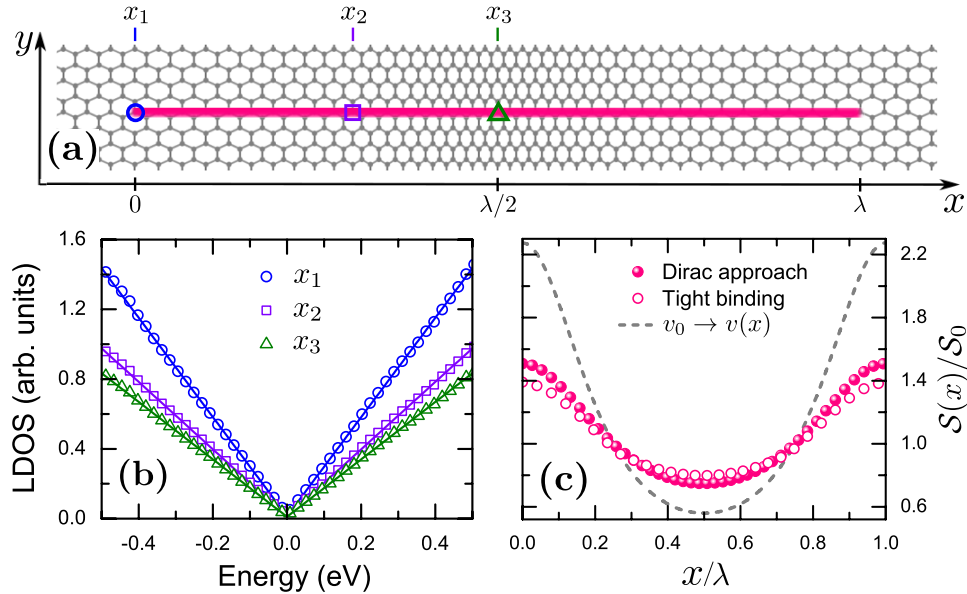 x₁ x₂ x₃
y
(a)
0 λ/2 λ x
1.6
1.2
0.8
0.4
0.0
LDOS (arb. units)
x₁
x₂
x₃
(b)
-0.4 -0.2 0.0 0.2 0.4
Energy (eV)
Dirac approach
Tight binding
v₀ → v(x)
(c)
2.2
1.8
1.4
1.0
0.6
S(x)/S₀
0.0 0.2 0.4 0.6 0.8 1.0
x/λ